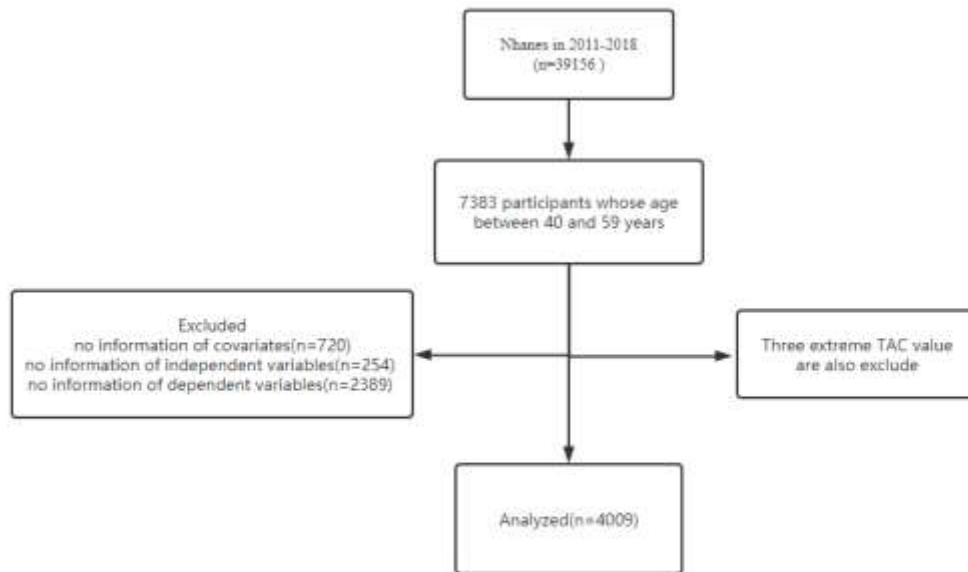 Nhanes in 2011-2018
(n=39156 )
7383 participants whose age
between 40 and 59 years
Excluded
no information of covariates(n=720)
no information of independent variables(n=254)
no information of dependent variables(n=2389)
Three extreme TAC value
are also exclude
Analyzed(n=4009)